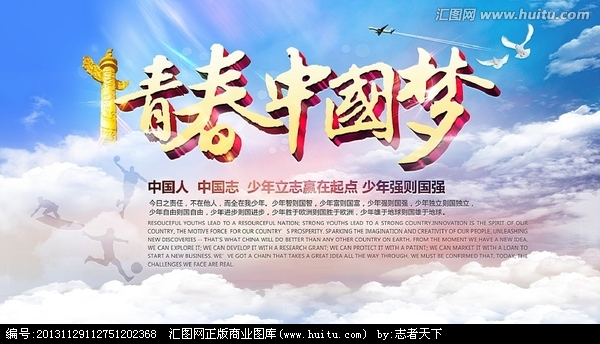 汇图网 www.huitu.com
青春中國梦
中国人 中国志 少年立志赢在起点 少年强则国强
今日之责任，不在他人，而全在我少年。少年智则国智，少年富则国富，少年强则国强，少年独立则国独立，
少年自由则国自由，少年进步则国进步，少年胜于欧洲则国胜于欧洲，少年雄于地球则国雄于地球。
RESOUCEFUL YOUTHS LEAD TO A RESOURCEFUL NATION; STRONG YOUTHS LEAD TO A STRONG COUNTRY.INNOVATION IS THE SPIRIT OF OUR
COUNTRY, THE MOTIVE FORCE FOR OUR COUNTRY S PROSPERITY. SPARKING THE IMAGINATION AND CREATIVITY OF OUR PEOPLE, UNLEASHING
NEW DISCOVERIES -- THAT'S WHAT CHINA WILL DO BETTER THAN ANY OTHER COUNTRY ON EARTH. FROM THE MOMENT WE HAVE A NEW IDEA,
WE CAN EXPLORE IT; WE CAN DEVELOP IT WITH A RESEARCH GRANT; WE CAN PROTECT IT WITH A PATENT; WE CAN MARKET IT WITH A LOAN TO
START A NEW BUSINESS. WE' VE GOT A CHAIN THAT TAKES A GREAT IDEA ALL THE WAY THROUGH. WE MUST BE CONFIRMED THAT, TODAY, THE
CHALLENGES WE FACE ARE REAL.
编号:20131129112751202368 汇图网正版商业图库(www.huitu.com) by:志者天下